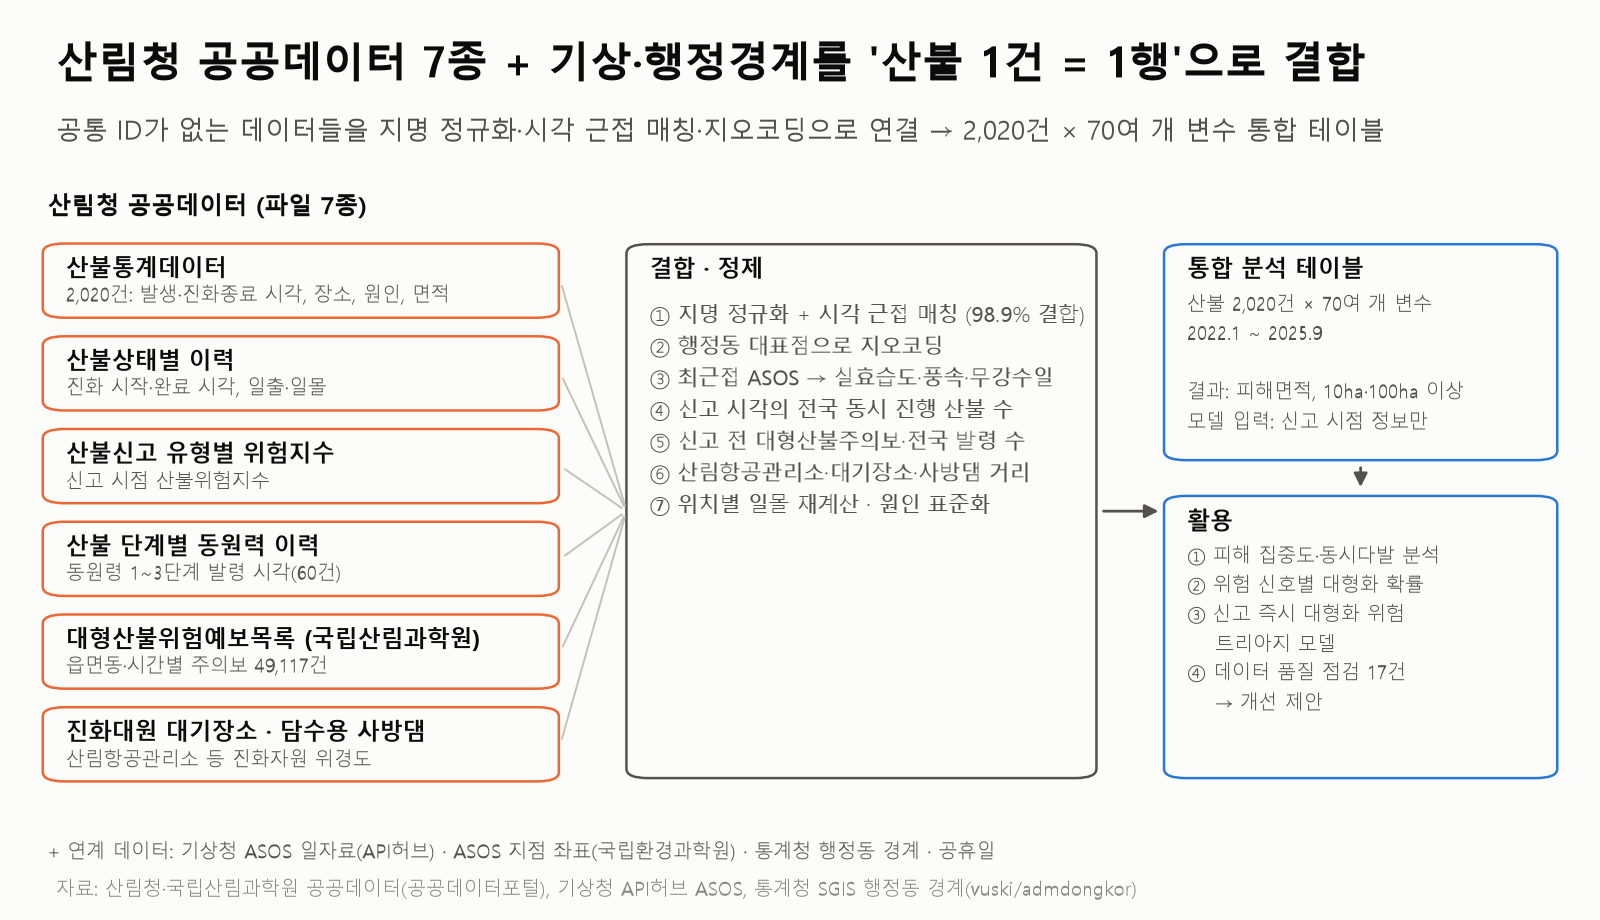 산림청 공공데이터 7종 + 기상·행정경계를 '산불 1건 = 1행'으로 결합
공통 ID가 없는 데이터들을 지명 정규화·시각 근접 매칭·지오코딩으로 연결 → 2,020건 × 70여 개 변수 통합 테이블
산림청 공공데이터 (파일 7종)
산불통계데이터
2,020건: 발생·진화종료 시각, 장소, 원인, 면적
산불상태별 이력
진화 시작·완료 시각, 일출·일몰
산불신고 유형별 위험지수
신고 시점 산불위험지수
산불 단계별 동원력 이력
동원령 1~3단계 발령 시각(60건)
대형산불위험예보목록 (국립산림과학원)
읍면동·시간별 주의보 49,117건
진화대원 대기장소 · 담수용 사방댐
산림항공관리소 등 진화자원 위경도
결합 · 정제
① 지명 정규화 + 시각 근접 매칭 (98.9% 결합)
② 행정동 대표점으로 지오코딩
③ 최근접 ASOS → 실효습도·풍속·무강수일
④ 신고 시각의 전국 동시 진행 산불 수
⑤ 신고 전 대형산불주의보·전국 발령 수
⑥ 산림항공관리소·대기장소·사방댐 거리
⑦ 위치별 일몰 재계산 · 원인 표준화
통합 분석 테이블
산불 2,020건 × 70여 개 변수
2022.1 ~ 2025.9
결과: 피해면적, 10ha·100ha 이상
모델 입력: 신고 시점 정보만
활용
① 피해 집중도·동시다발 분석
② 위험 신호별 대형화 확률
③ 신고 즉시 대형화 위험
트리아지 모델
④ 데이터 품질 점검 17건
→ 개선 제안
+ 연계 데이터: 기상청 ASOS 일자료(API허브) · ASOS 지점 좌표(국립환경과학원) · 통계청 행정동 경계 · 공휴일
자료: 산림청·국립산림과학원 공공데이터(공공데이터포털), 기상청 API허브 ASOS, 통계청 SGIS 행정동 경계(vuski/admdongkor)